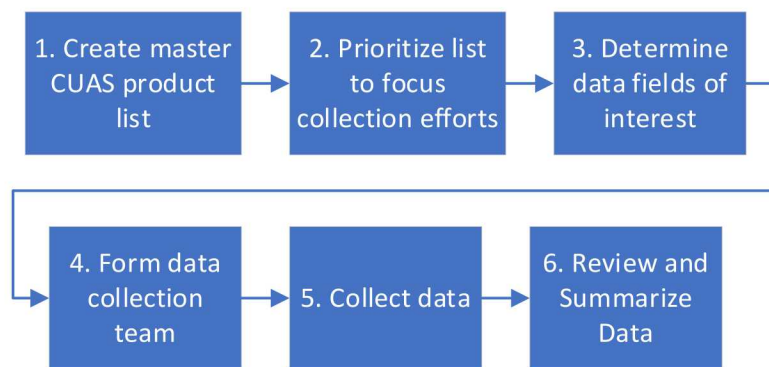 1. Create master
CUAS product
list
2. Prioritize list
to focus
collection efforts
3. Determine
data fields of
interest
4. Form data
collection
team
5. Collect data
6. Review and
Summarize
Data